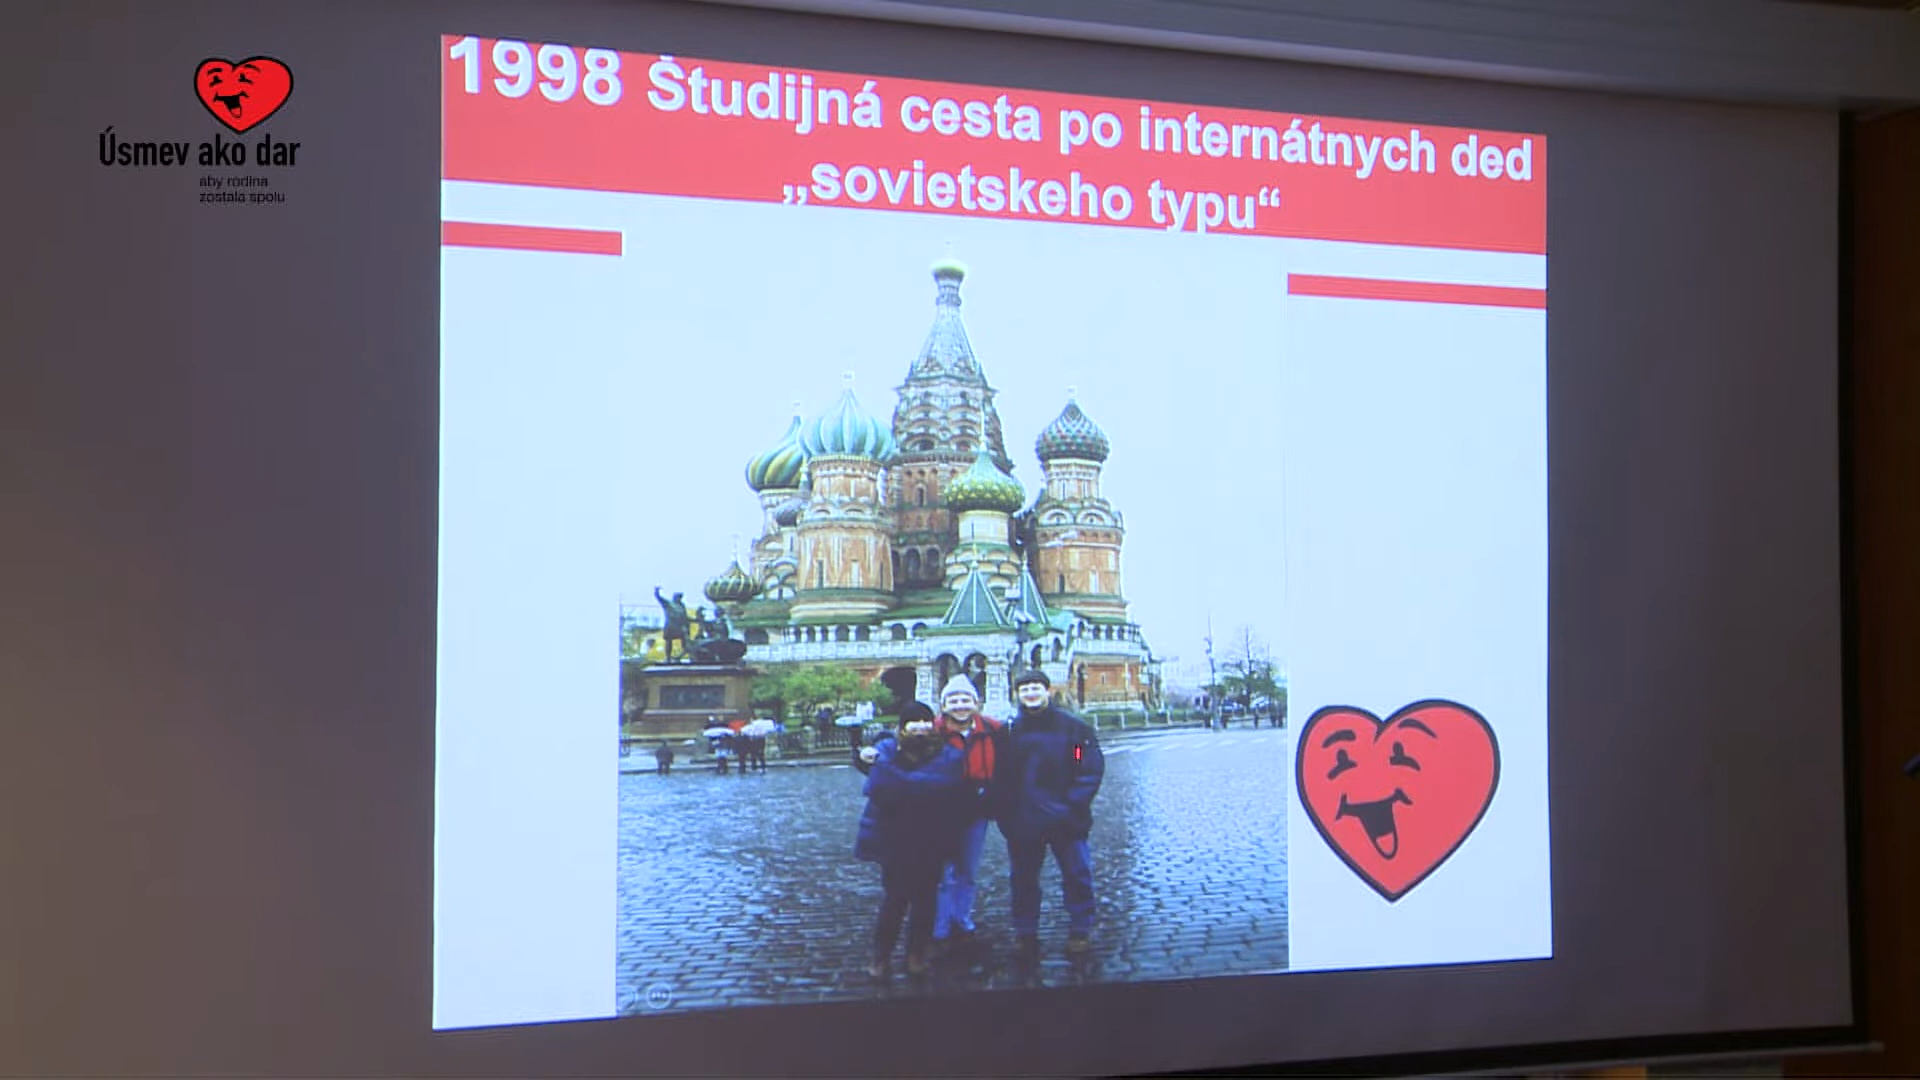 Úsmev ako dar
aby rodina
zostala spolu
1998 Študijná cesta po internátnych ded
„sovietskeho typu“